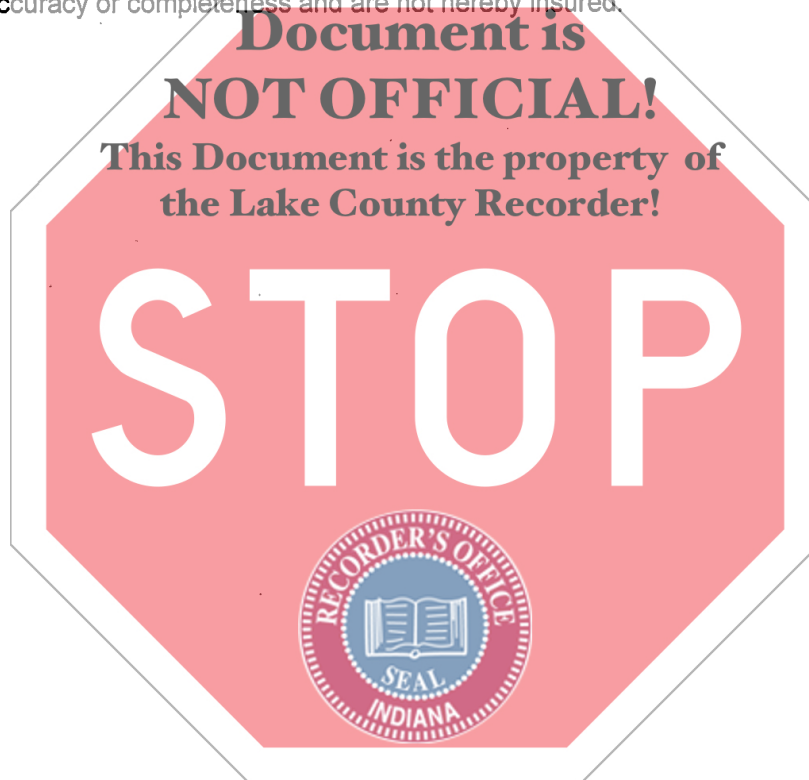 ccuracy or completeness and are not hereby insured.
Document is
NOT OFFICIAL!
This Document is the property of
the Lake County Recorder!
STOP
RECORDER'S OFFICE
SEAL
INDIANA